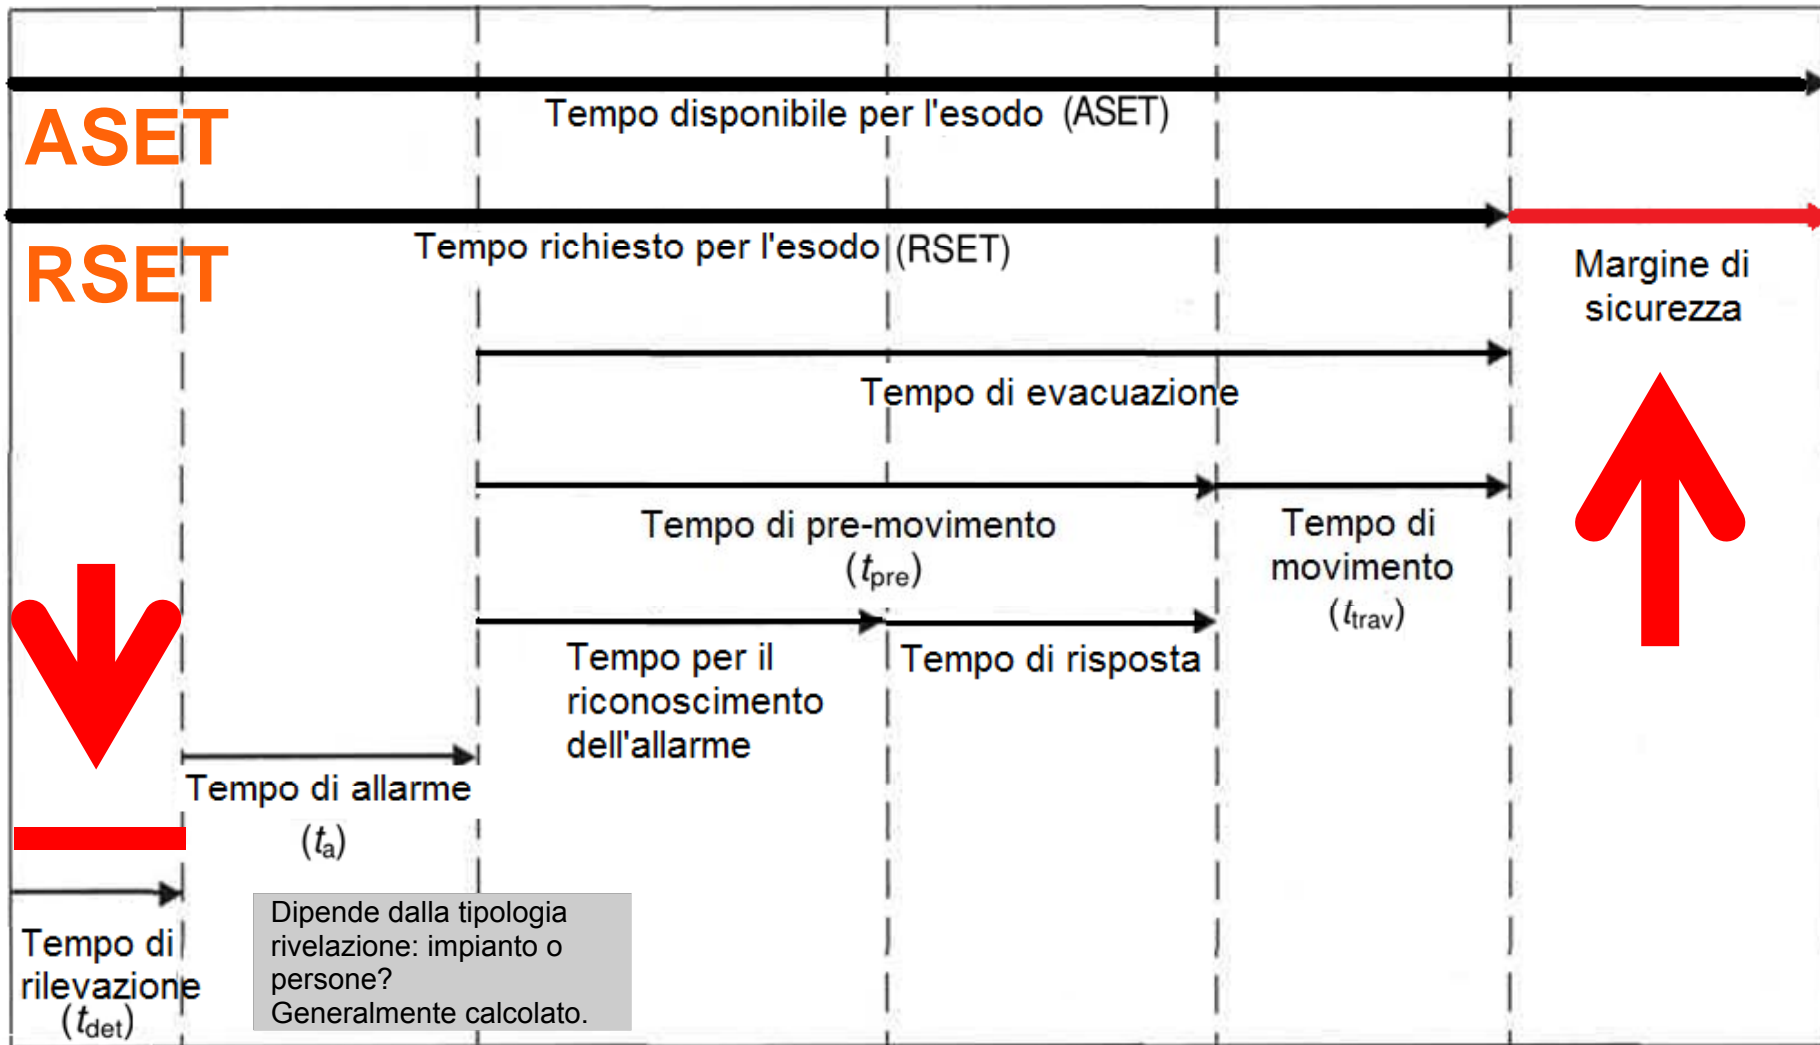 ASET
Tempo disponibile per l'esodo (ASET)
RSET
Tempo richiesto per l'esodo (RSET)
Margine di
sicurezza
Tempo di evacuazione
Tempo di pre-movimento
(tpre)
Tempo di
movimento
(ttrav)
Tempo per il
riconoscimento
dell'allarme
Tempo di risposta
Tempo di allarme
(ta)
Tempo di
rilevazione
(tdet)
Dipende dalla tipologia
rivelazione: impianto o
persone?
Generalmente calcolato.